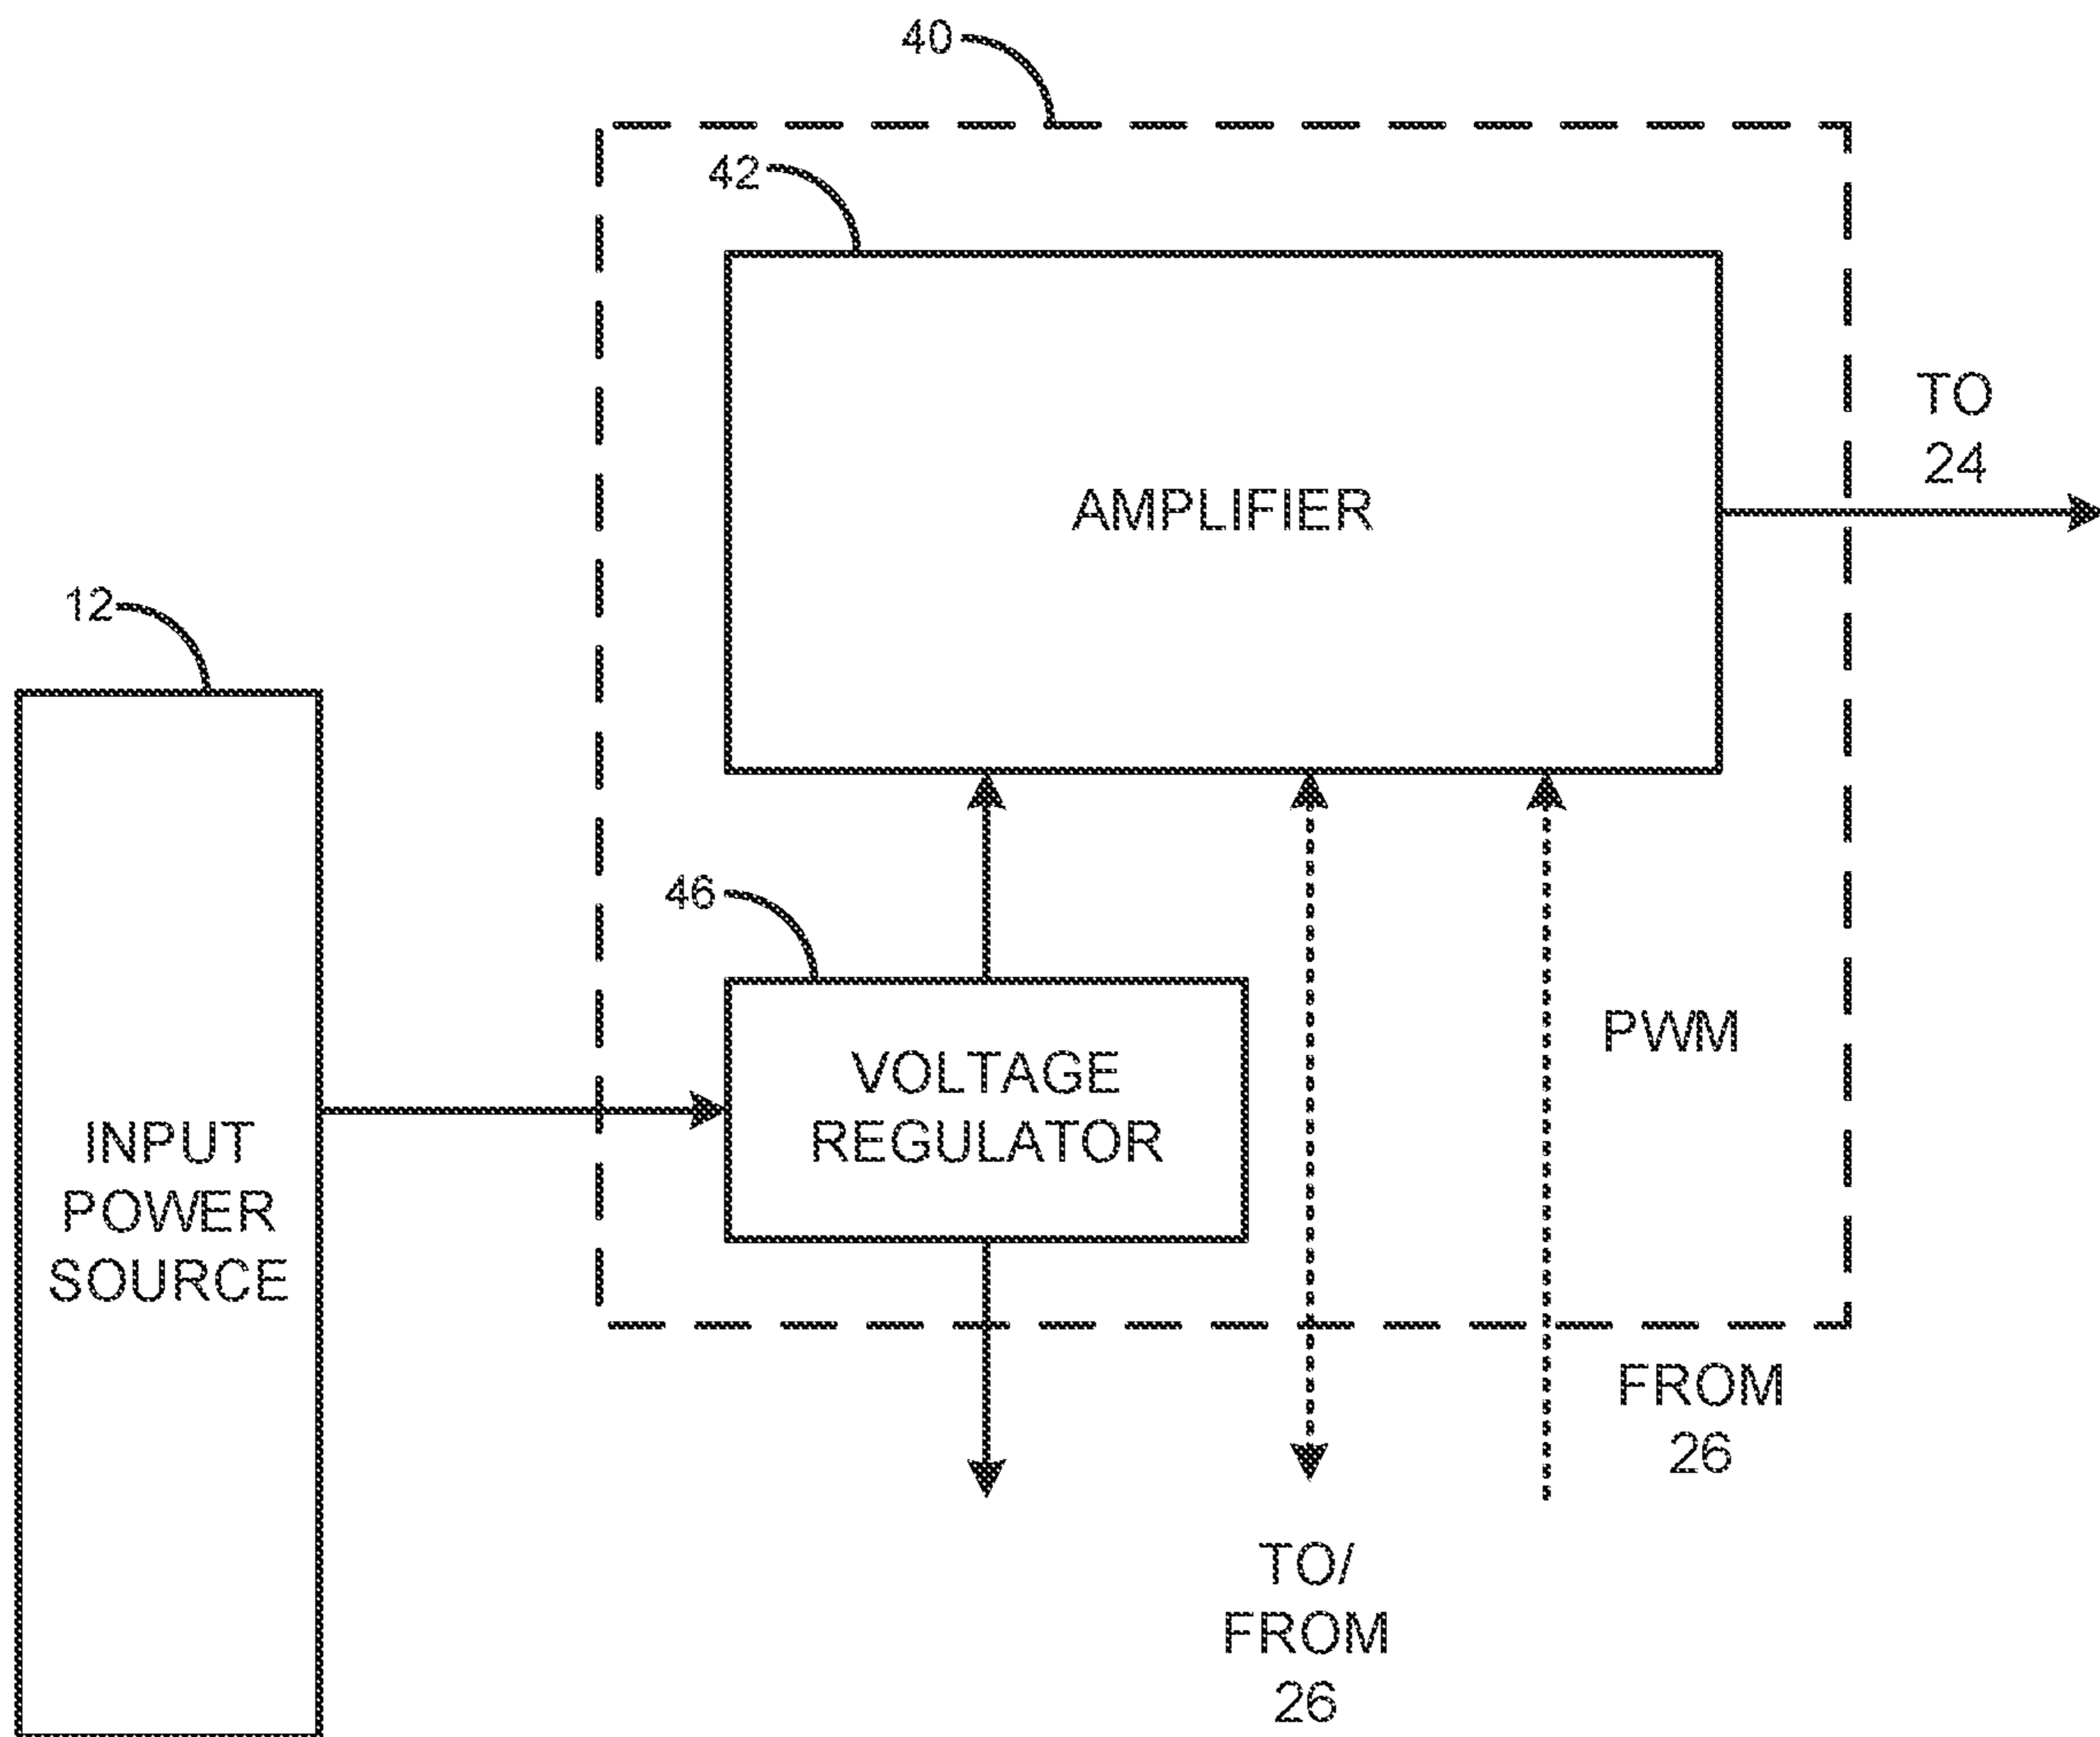 40
42
TO
24
AMPLIFIER
12
46
PWM
VOLTAGE
REGULATOR
INPUT
POWER
SOURCE
FROM
26
TO/
FROM
26